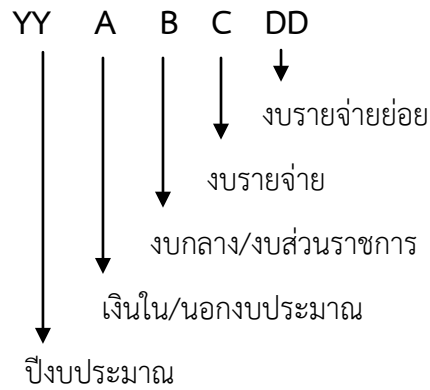 YY A B C DD
งบรายจ่ายย่อย
งบรายจ่าย
งบกลาง/งบส่วนราชการ
เงินใน/นอกงบประมาณ
ปีงบประมาณ